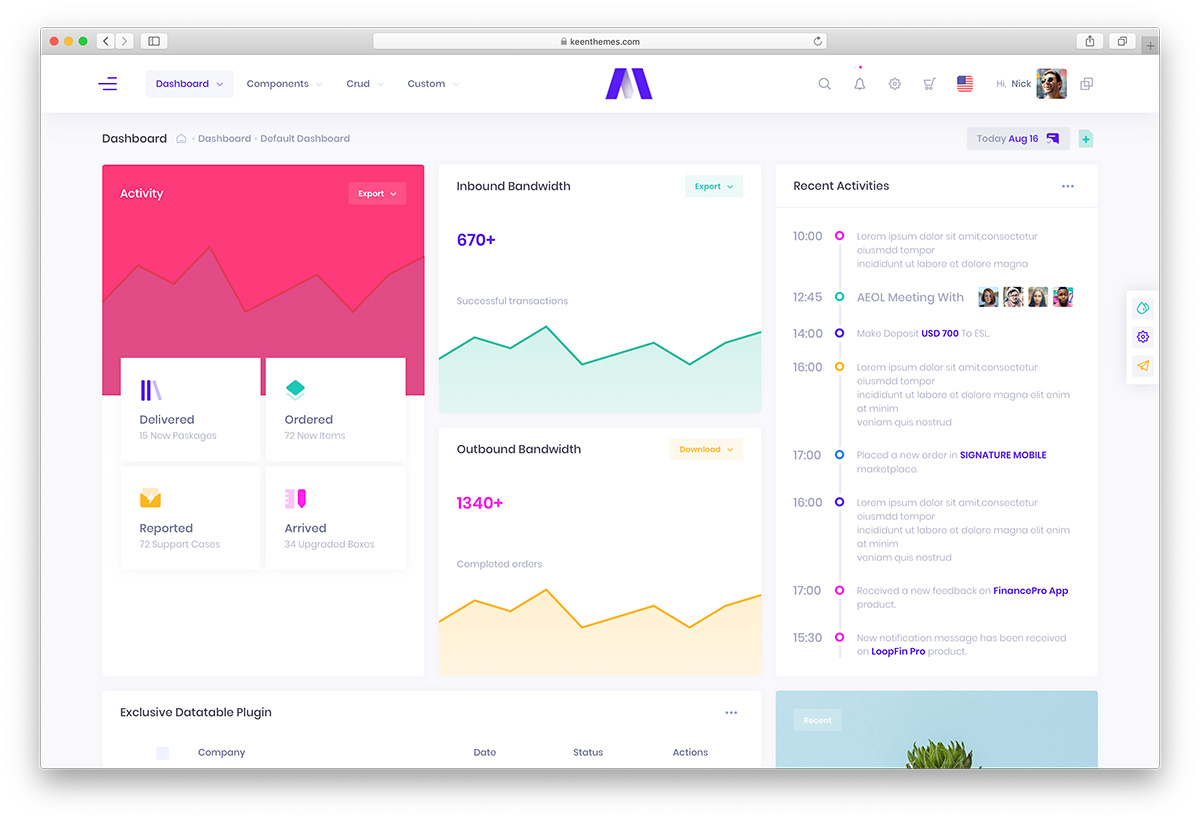 keenthemes.com
Dashboard
Components
Crud
Custom
Hi, Nick
Dashboard
Dashboard
Default Dashboard
Today Aug 16
Activity
Export
Delivered
15 New Paskages
Ordered
72 New Items
Reported
72 Support Cases
Arrived
34 Upgraded Boxes
Inbound Bandwidth
Export
670+
Successful transactions
Outbound Bandwidth
Download
1340+
Completed orders
Recent Activities
10:00
Lorem ipsum dolor sit amit,consectetur
eiusmdd tempor
incididunt ut labore et dolore magna
12:45
AEOL Meeting With
14:00
Make Deposit USD 700 To ESL.
16:00
Lorem ipsum dolor sit amit,consectetur
eiusmdd tempor
incididunt ut labore et dolore magna elit enim
at minim
veniam quis nostrud
17:00
Placed a new order in SIGNATURE MOBILE
marketplace.
16:00
Lorem ipsum dolor sit amit,consectetur
eiusmdd tempor
incididunt ut labore et dolore magna elit enim
at minim
veniam quis nostrud
17:00
Received a new feedback on FinancePro App
product.
15:30
New notification message has been received
on LoopFin Pro product.
Exclusive Datatable Plugin
Company
Date
Status
Actions
Recent